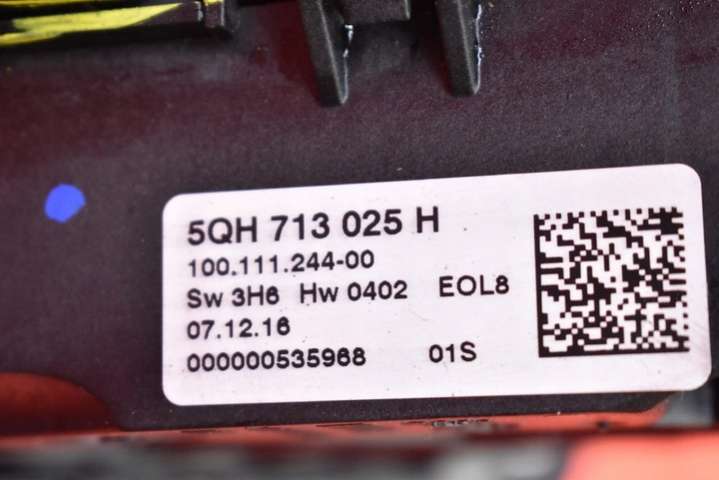 5QH 713 025 H
100.111.244-00
Sw 3H6 Hw 0402 EOL8
07.12.16
000000535968 01S